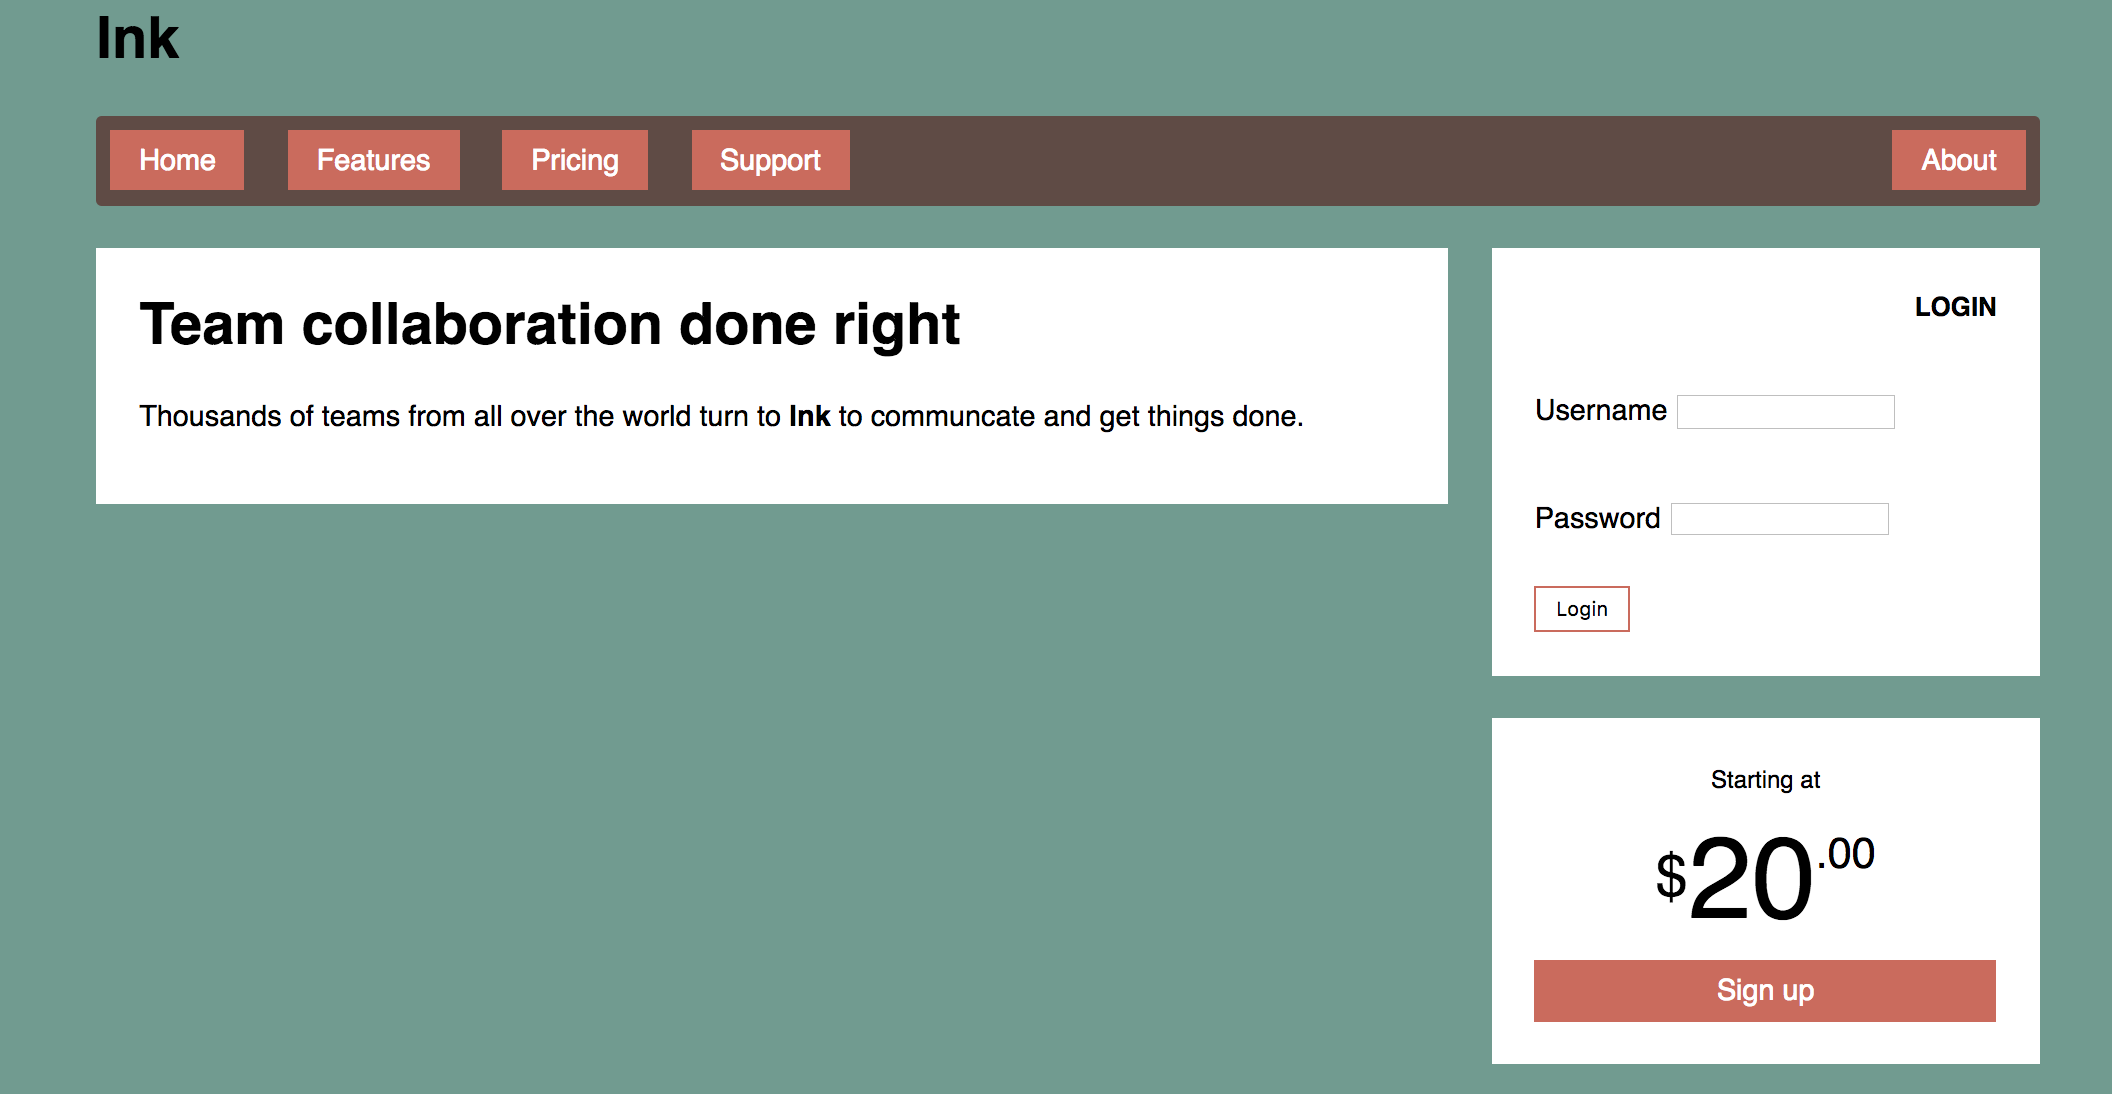 Ink
Home Features Pricing Support About
Team collaboration done right
Thousands of teams from all over the world turn to Ink to communcate and get things done.
LOGIN
Username
Password
Login
Starting at
$20.00
Sign up